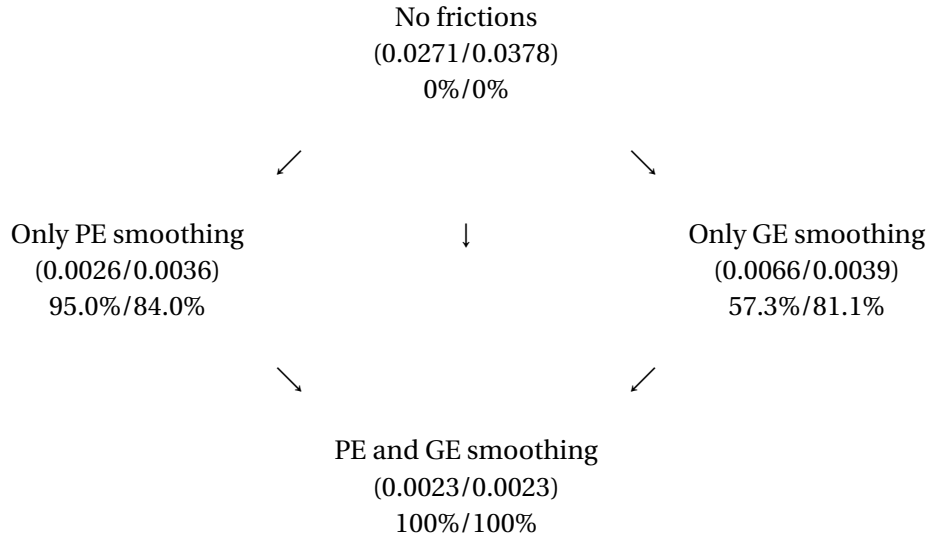 No frictions
(0.0271/0.0378)
0%/0%
Only PE smoothing
(0.0026/0.0036)
95.0%/84.0%
Only GE smoothing
(0.0066/0.0039)
57.3%/81.1%
PE and GE smoothing
(0.0023/0.0023)
100%/100%